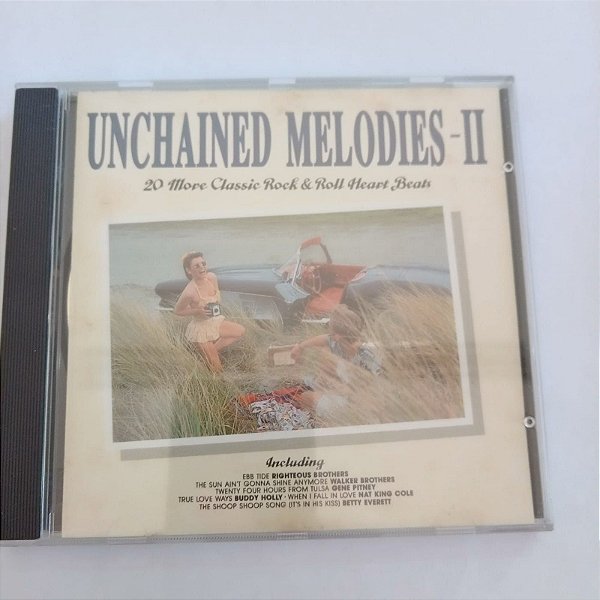 UNCHAINED MELODIES-II
20 More Classic Rock & Roll Heart Beats
Including
EBB TIDE RIGHTEOUS BROTHERS
THE SUN AIN'T GONNA SHINE ANYMORE WALKER BROTHERS
TWENTY FOUR HOURS FROM TULSA GENE PITNEY
TRUE LOVE WAYS BUDDY HOLLY · WHEN I FALL IN LOVE NAT KING COLE
THE SHOOP SHOOP SONG (IT'S IN HIS KISS) BETTY EVERETT